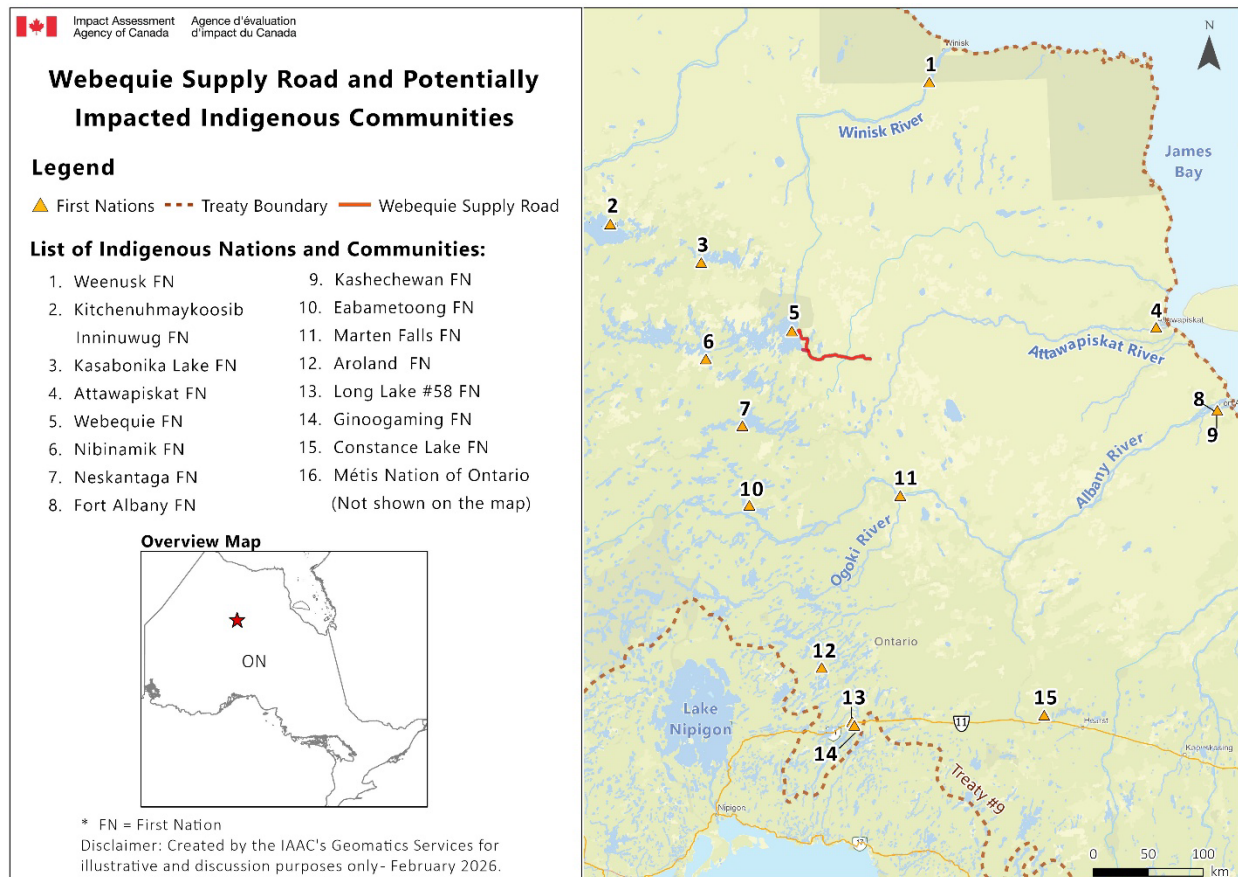 Impact Assessment
Agency of Canada
Agence d'évaluation
d'impact du Canada
Webequie Supply Road and Potentially
Impacted Indigenous Communities
Legend
First Nations
Treaty Boundary
Webequie Supply Road
List of Indigenous Nations and Communities:
1. Weenusk FN
2. Kitchenuhmaykoosib
Inninuwug FN
3. Kasabonika Lake FN
4. Attawapiskat FN
5. Webequie FN
6. Nibinamik FN
7. Neskantaga FN
8. Fort Albany FN
9. Kashechewan FN
10. Eabametoong FN
11. Marten Falls FN
12. Aroland FN
13. Long Lake #58 FN
14. Ginoogaming FN
15. Constance Lake FN
16. Métis Nation of Ontario
(Not shown on the map)
Overview Map
ON
* FN = First Nation
Disclaimer: Created by the IAAC's Geomatics Services for
illustrative and discussion purposes only- February 2026.
N
Winisk
1
Winisk River
James
Bay
2
3
5
4
6
Attawapiskat River
7
8
9
Albany River
10
11
Ogoki River
Ontario
12
Lake
Nipigon
13
14
15
11
Hearst
Kapuskasing
Treaty #9
Nipigon
17
0 50 100
km